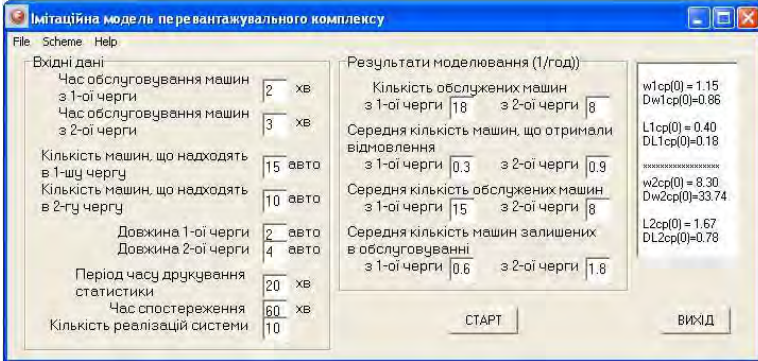 Імітаційна модель перевантажувального комплексу
File Scheme Help
Вхідні дані
Час обслуговування машин
з 1-ої черги 2 хв
Час обслуговування машин
з 2-ої черги 3 хв
Кількість машин, що надходять
в 1-шу чергу 15 авто
Кількість машин, що надходять
в 2-гу чергу 10 авто
Довжина 1-ої черги 2 авто
Довжина 2-ої черги 4 авто
Період часу друкування
статистики 20 хв
Час спостереження 60 хв
Кількість реалізацій системи 10
Результати моделювання (1/год))
Кількість обслужених машин
з 1-ої черги 18 з 2-ої черги 8
Середня кількість машин, що отримали
відмовлення
з 1-ої черги 0.3 з 2-ої черги 0.9
Середня кількість обслужених машин
з 1-ої черги 15 з 2-ої черги 8
Середня кількість машин залишених
в обслуговуванні
з 1-ої черги 0.6 з 2-ої черги 1.8
СТАРТ
w1cp(0) = 1.15
Dw1cp(0)=0.86
L1cp(0) = 0.40
DL1cp(0)=0.18
xxxxxxxxxxxxxxxxxx
w2cp(0) = 8.30
Dw2cp(0)=33.74
L2cp(0) = 1.67
DL2cp(0)=0.78
ВИХІД